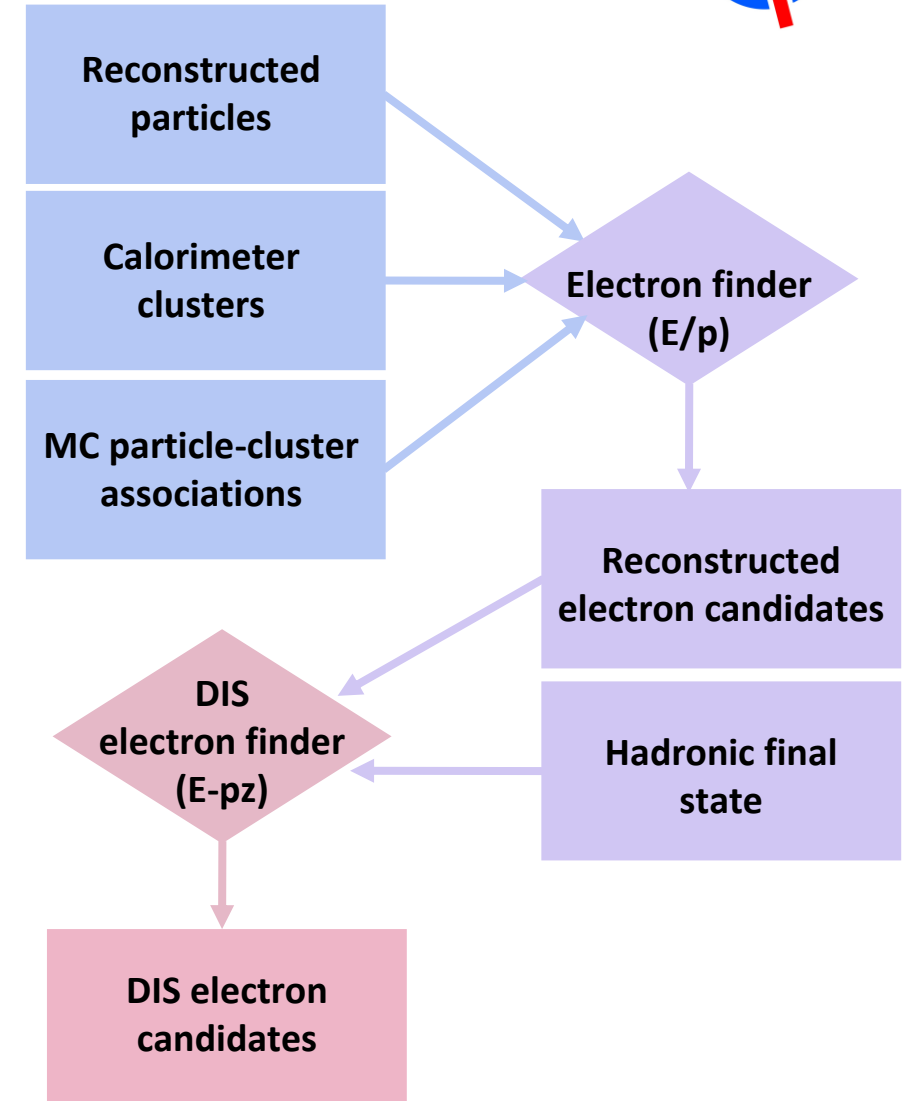 Reconstructed
particles
Calorimeter
clusters
MC particle-cluster
associations
Electron finder
(E/p)
Reconstructed
electron candidates
Hadronic final
state
DIS
electron finder
(E-pz)
DIS electron
candidates